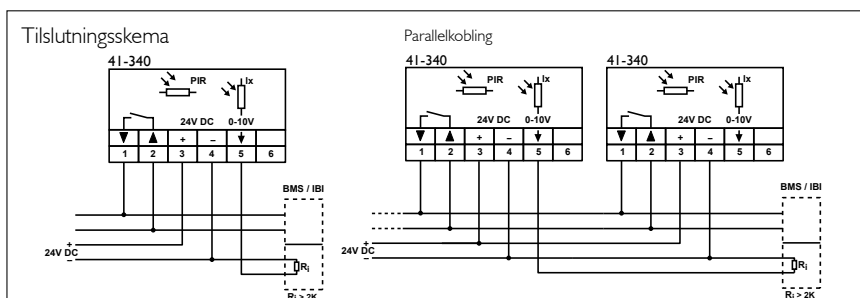 Tilslutningsskema
Parallelkobling
41-340
PIR
lx
24V DC
0-10V
+
–
1
2
3
4
5
6
BMS / IBI
+
24V DC
–
Ri
Ri > 2K
41-340
PIR
lx
24V DC
0-10V
+
–
1
2
3
4
5
6
41-340
PIR
lx
24V DC
0-10V
+
–
1
2
3
4
5
6
BMS / IBI
+
24V DC
–
Ri
Ri > 2K